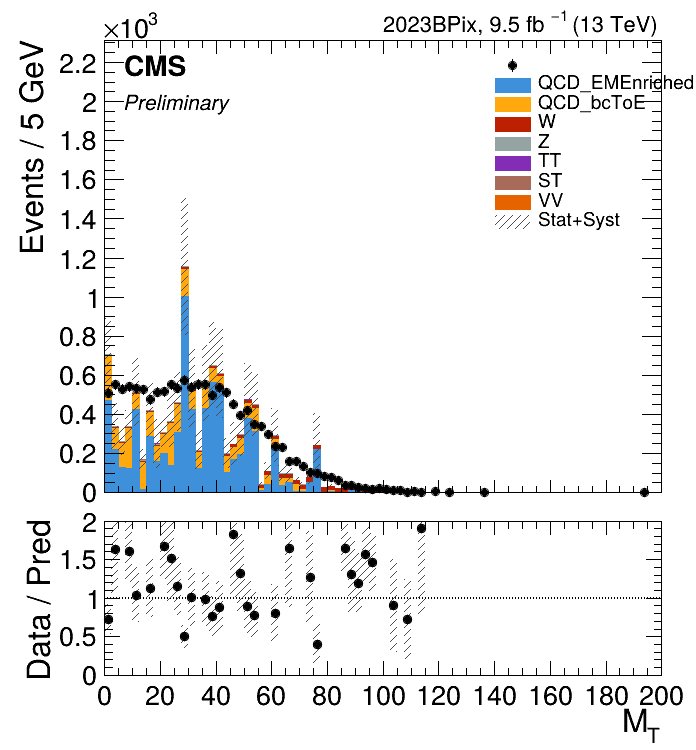 ×10³
2023BPix, 9.5 fb ⁻¹ (13 TeV)
CMS
Preliminary
QCD_EMEnriched
QCD_bcToE
W
Z
TT
ST
VV
Stat+Syst
Events / 5 GeV
2.2
2
1.8
1.6
1.4
1.2
1
0.8
0.6
0.4
0.2
0
Data / Pred
2
1.5
1
0.5
0
0 20 40 60 80 100 120 140 160 180 200
M_T